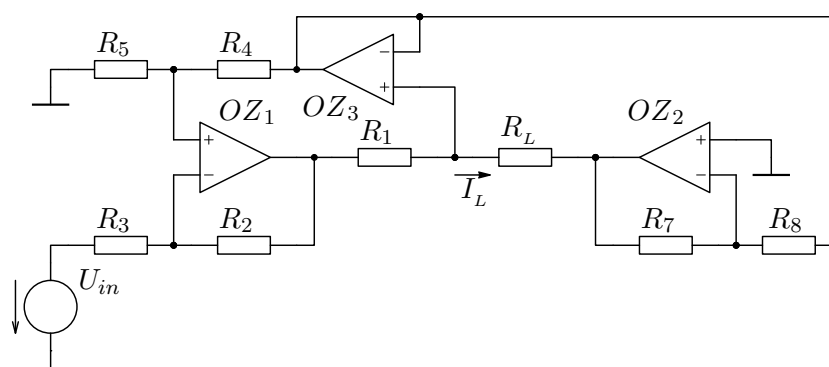 R5 R4
OZ1 OZ3 R1 RL OZ2
IL
R3 R2 R7 R8
Uin
+
−
−
+
+
−